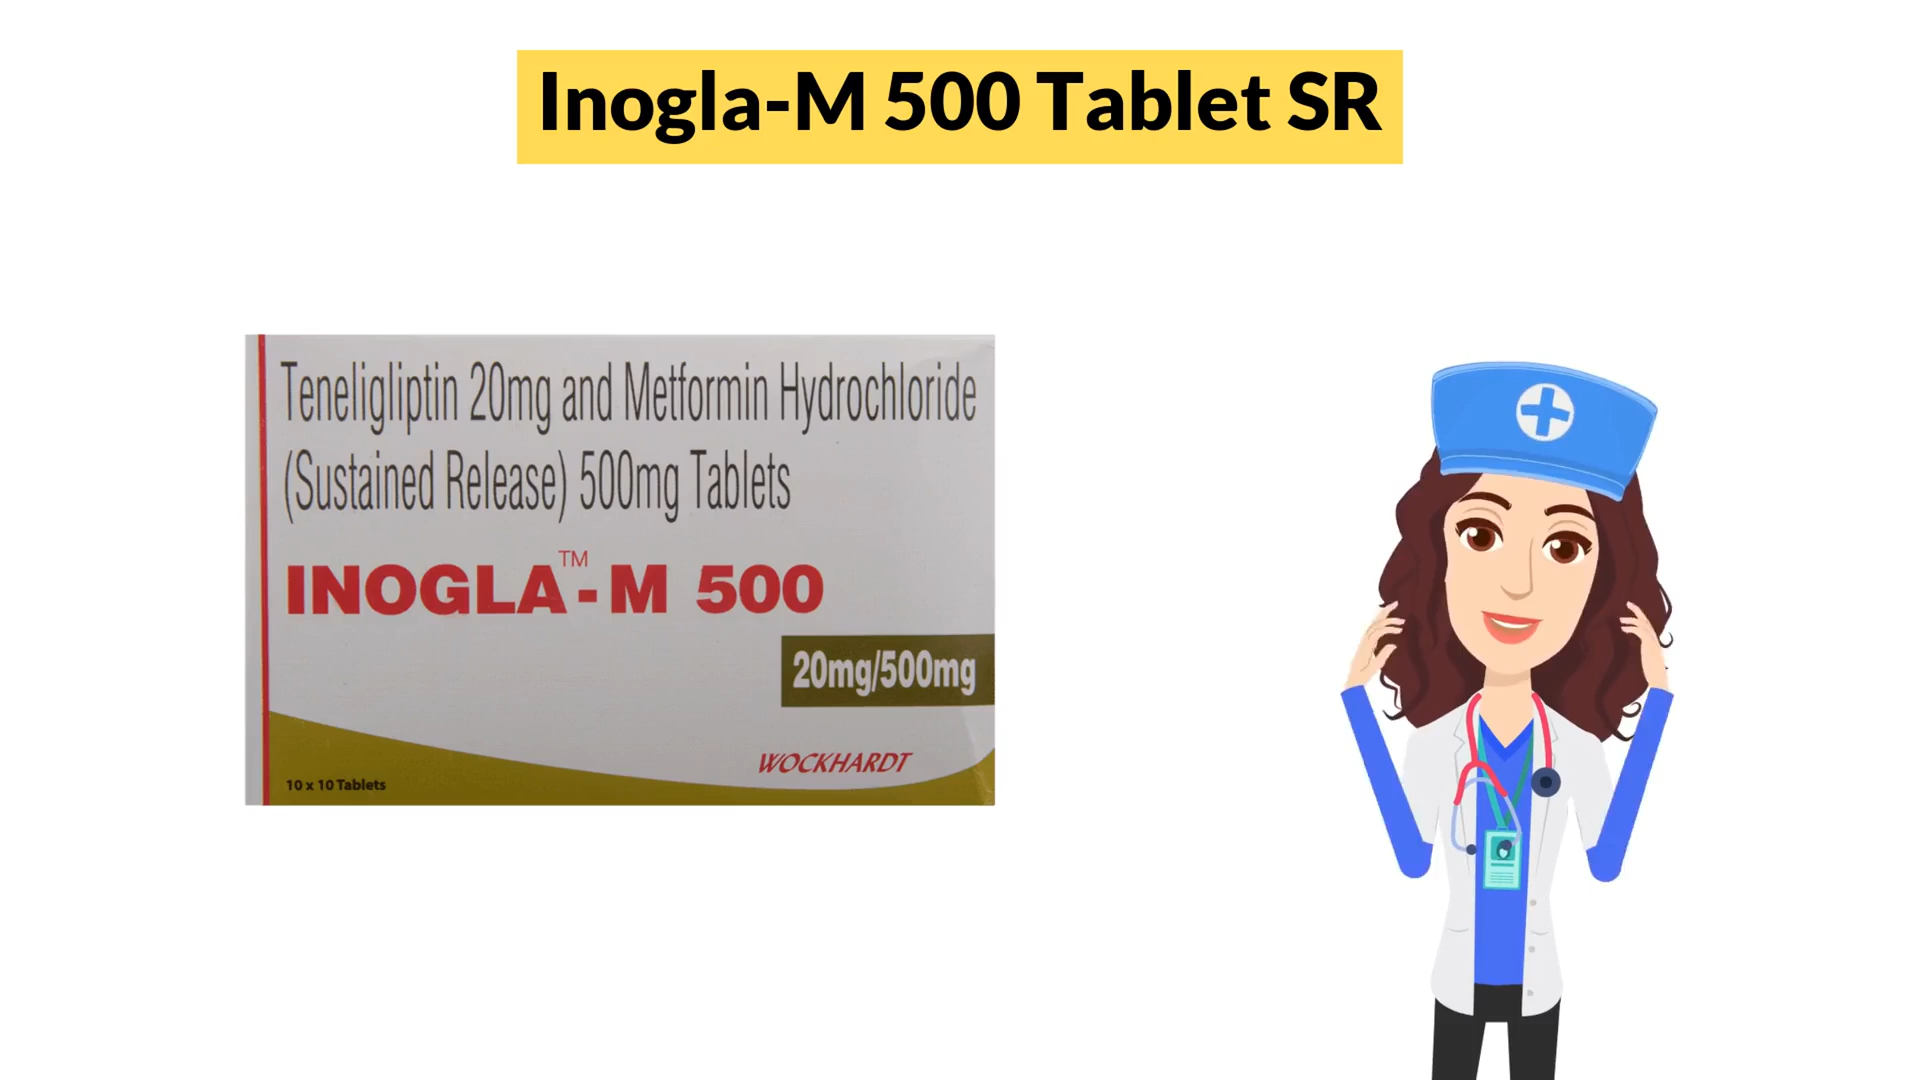 Inogla-M 500 Tablet SR
Teneligliptin 20mg and Metformin Hydrochloride
(Sustained Release) 500mg Tablets
INOGLA™-M 500
20mg/500mg
WOCKHARDT
10 x 10 Tablets